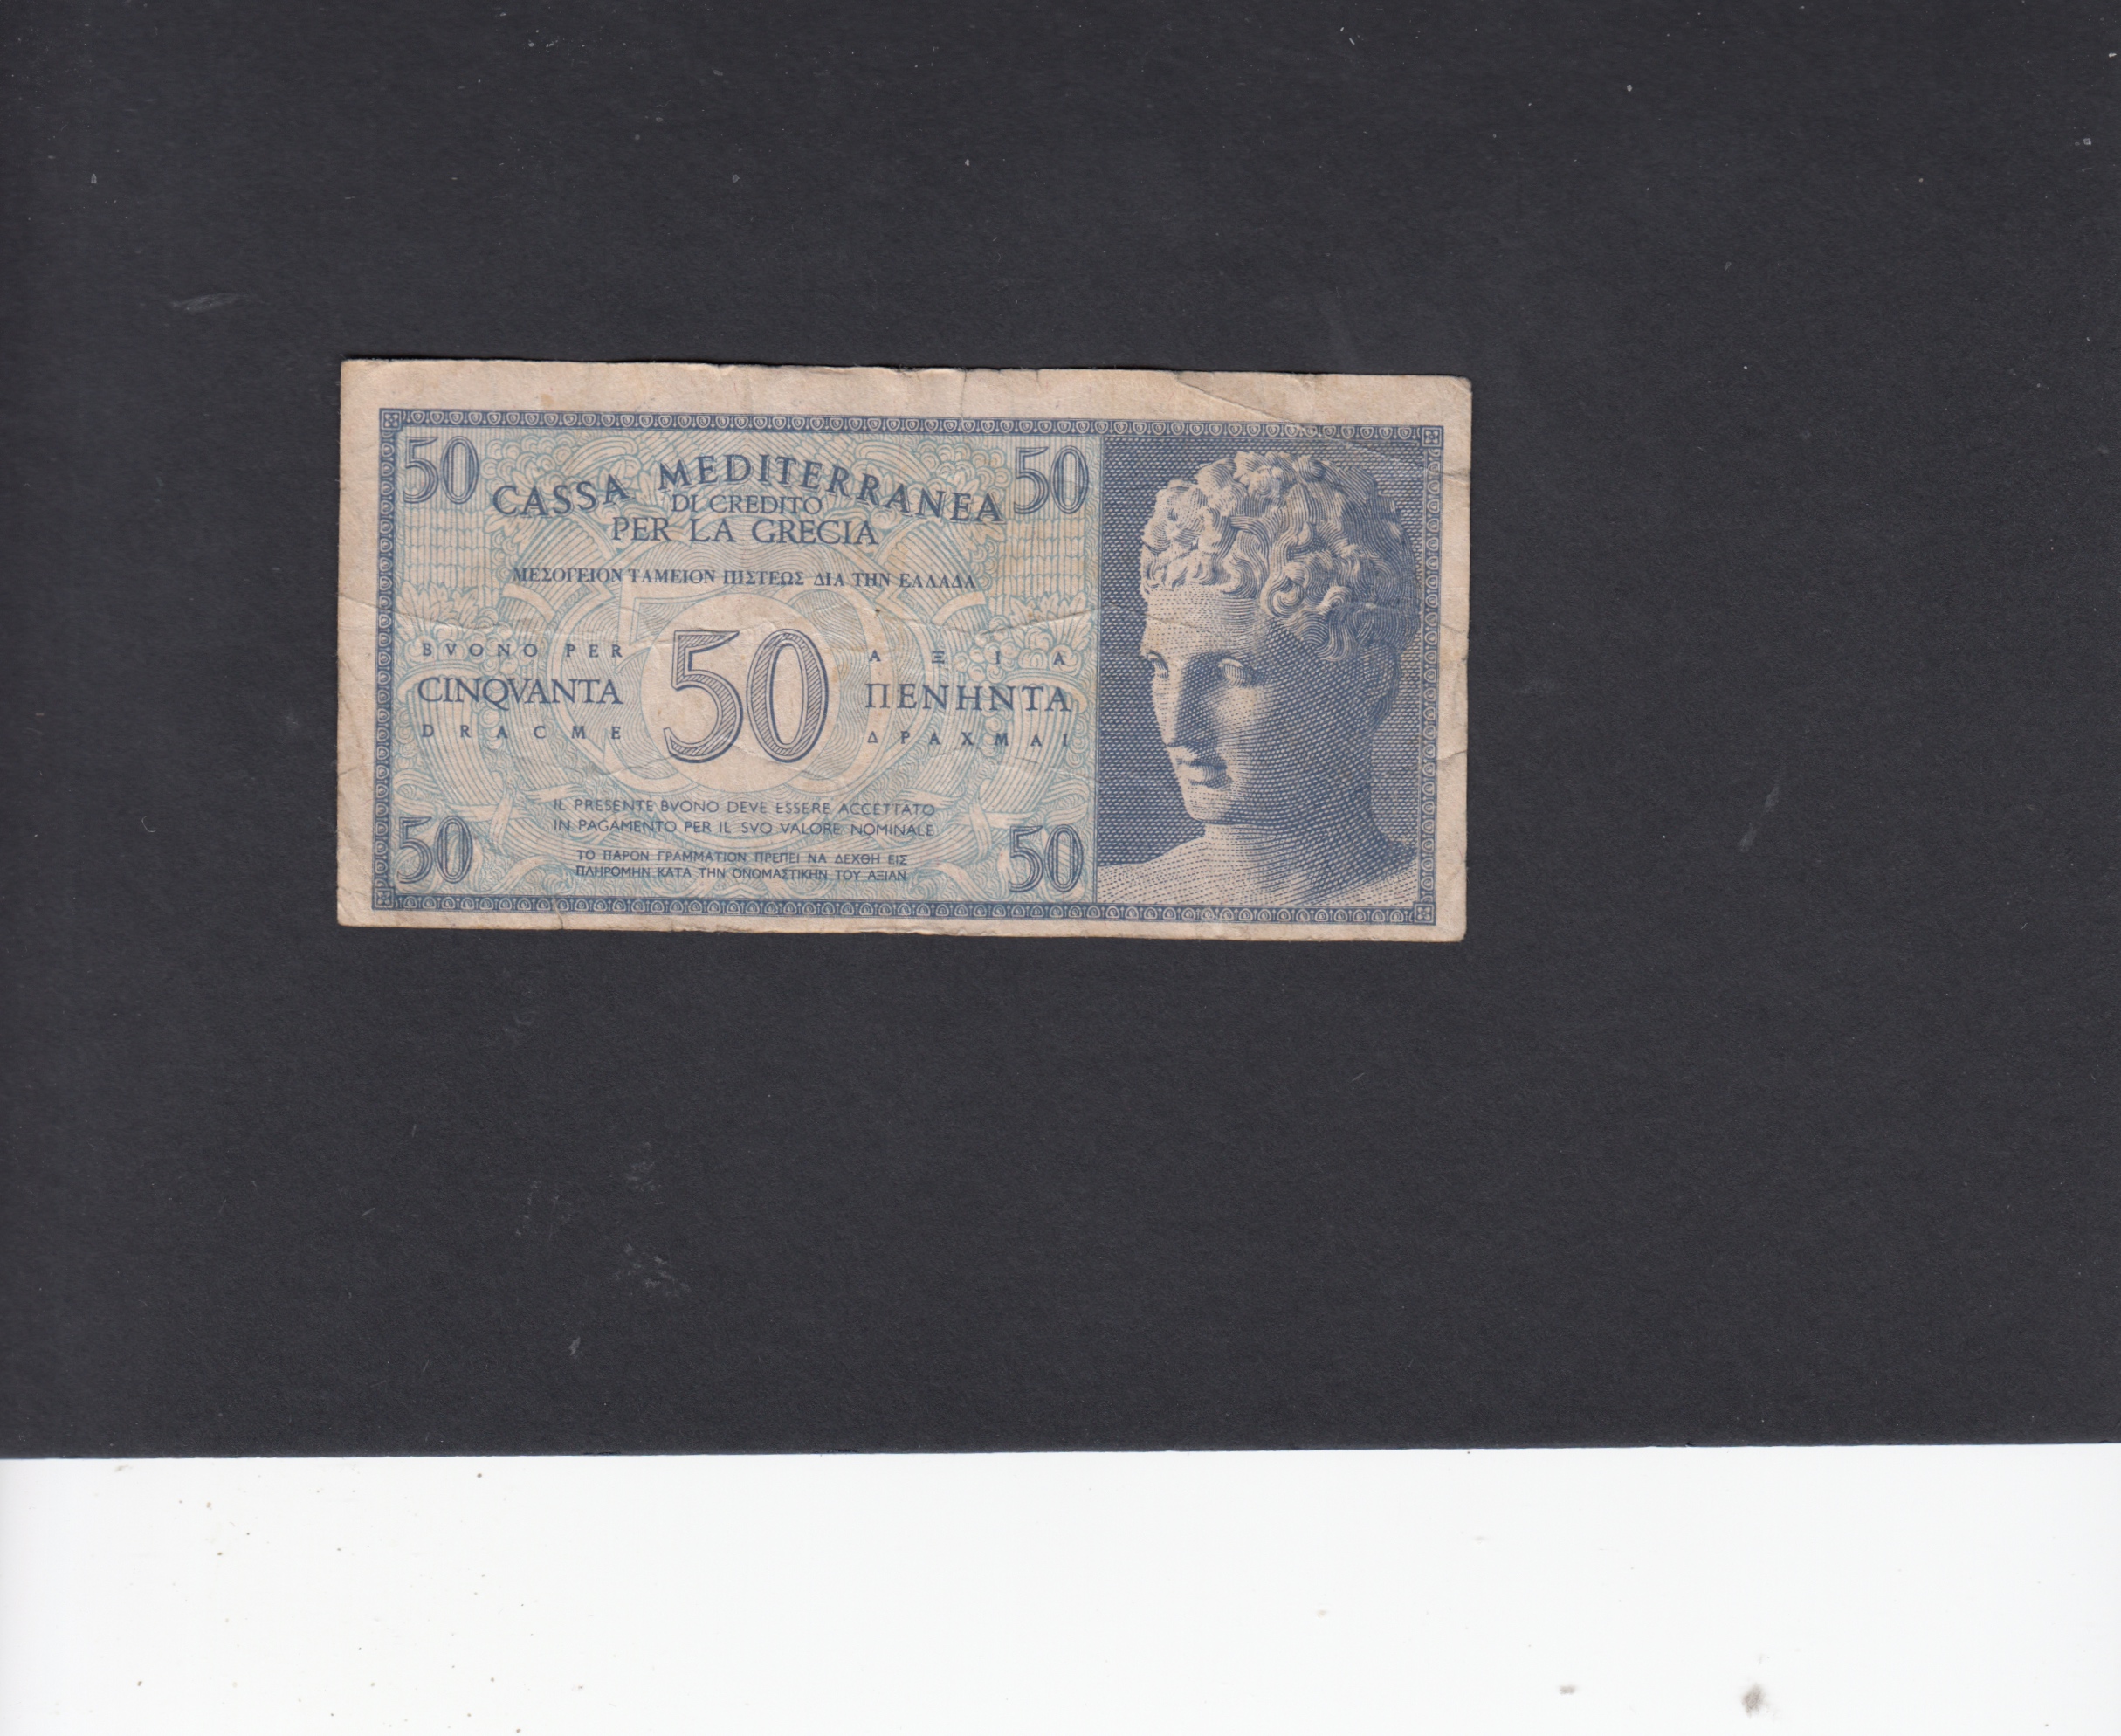 50 50
CASSA MEDITERRANEA
DI CREDITO
PER LA GRECIA
ΜΕΣΟΓΕΙΟΝ ΤΑΜΕΙΟΝ ΠΙΣΤΕΩΣ ΔΙΑ ΤΗΝ ΕΛΛΑΔΑ
BVONO PER
CINQVANTA
DRACME
50
ΑΞΙΑ
ΠΕΝΗΝΤΑ
ΔΡΑΧΜΑΙ
IL PRESENTE BVONO DEVE ESSERE ACCETTATO
IN PAGAMENTO PER IL SVO VALORE NOMINALE
ΤΟ ΠΑΡΟΝ ΓΡΑΜΜΑΤΙΟΝ ΠΡΕΠΕΙ ΝΑ ΔΕΧΘΗ ΕΙΣ
ΠΛΗΡΟΜΗΝ ΚΑΤΑ ΤΗΝ ΟΝΟΜΑΣΤΙΚΗΝ ΤΟΥ ΑΞΙΑΝ
50 50